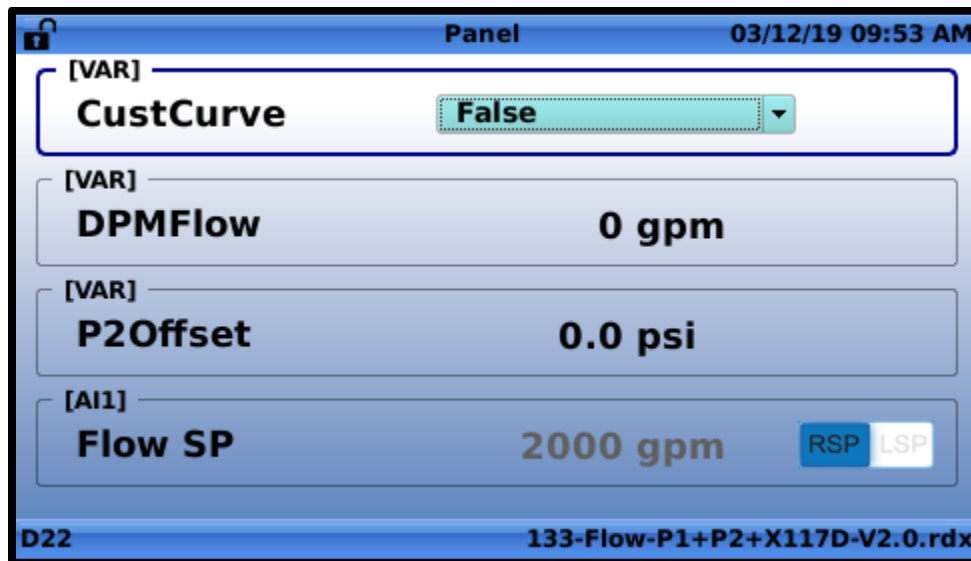 Panel 03/12/19 09:53 AM
[VAR]
CustCurve False
[VAR]
DPMFlow 0 gpm
[VAR]
P2Offset 0.0 psi
[AI1]
Flow SP 2000 gpm RSP LSP
D22 133-Flow-P1+P2+X117D-V2.0.rdx